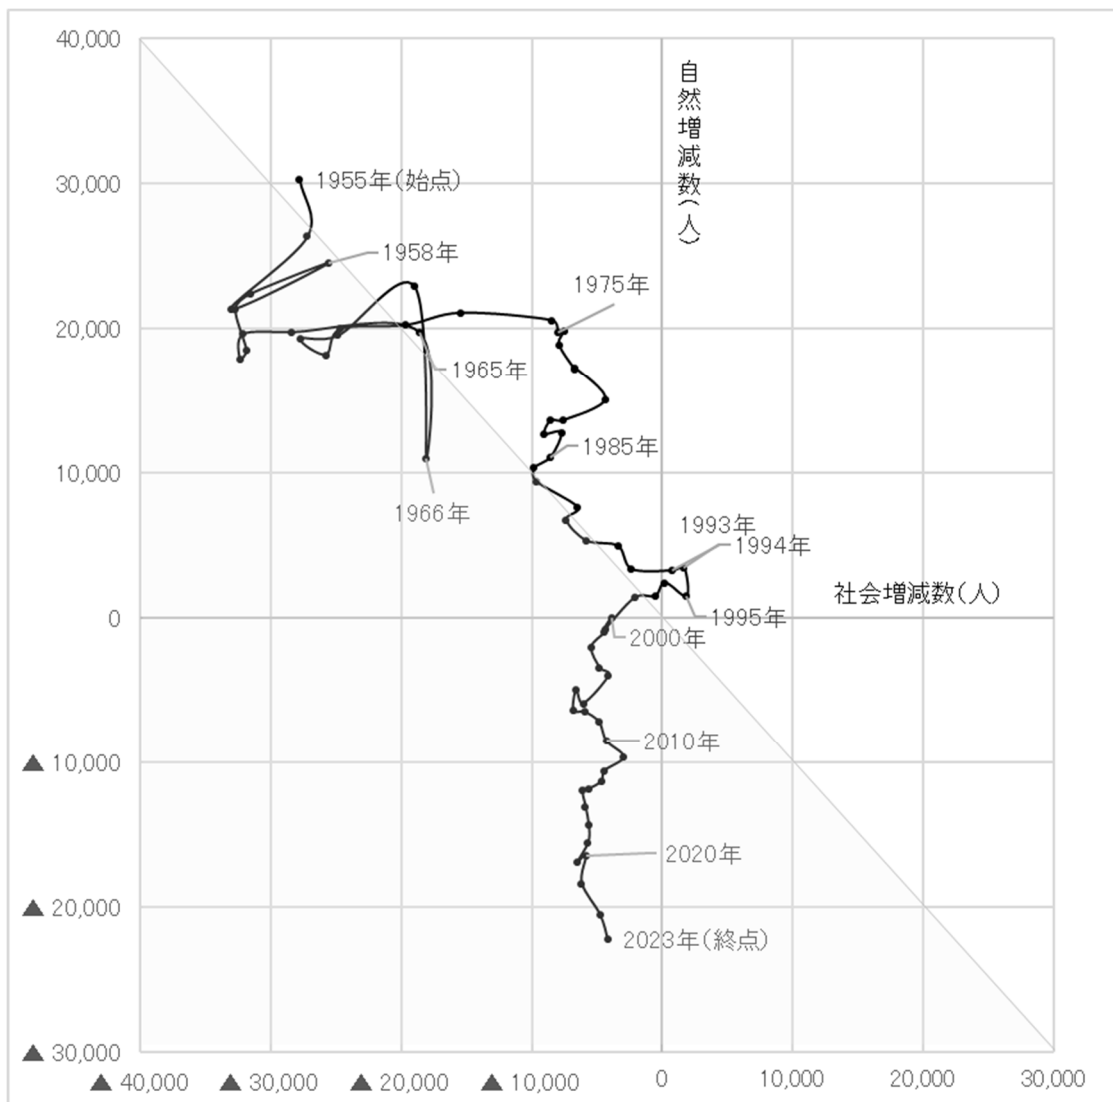 40,000
30,000
20,000
10,000
0
▲ 10,000
▲ 20,000
▲ 30,000
自然増減数(人)
1955年(始点)
1958年
1975年
1965年
1985年
1966年
1993年
1994年
社会増減数(人)
1995年
2000年
2010年
2020年
2023年(終点)
▲ 40,000 ▲ 30,000 ▲ 20,000 ▲ 10,000 0 10,000 20,000 30,000